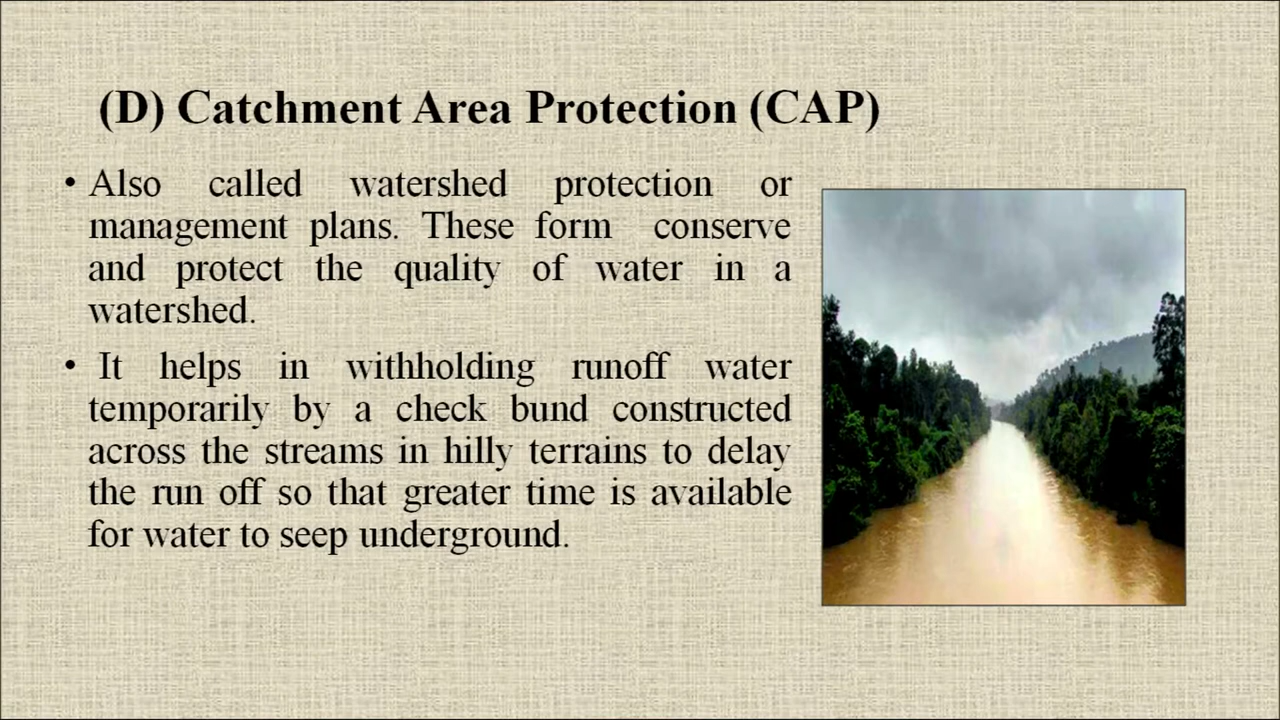 (D) Catchment Area Protection (CAP)
• Also called watershed protection or
management plans. These form conserve
and protect the quality of water in a
watershed.
• It helps in withholding runoff water
temporarily by a check bund constructed
across the streams in hilly terrains to delay
the run off so that greater time is available
for water to seep underground.